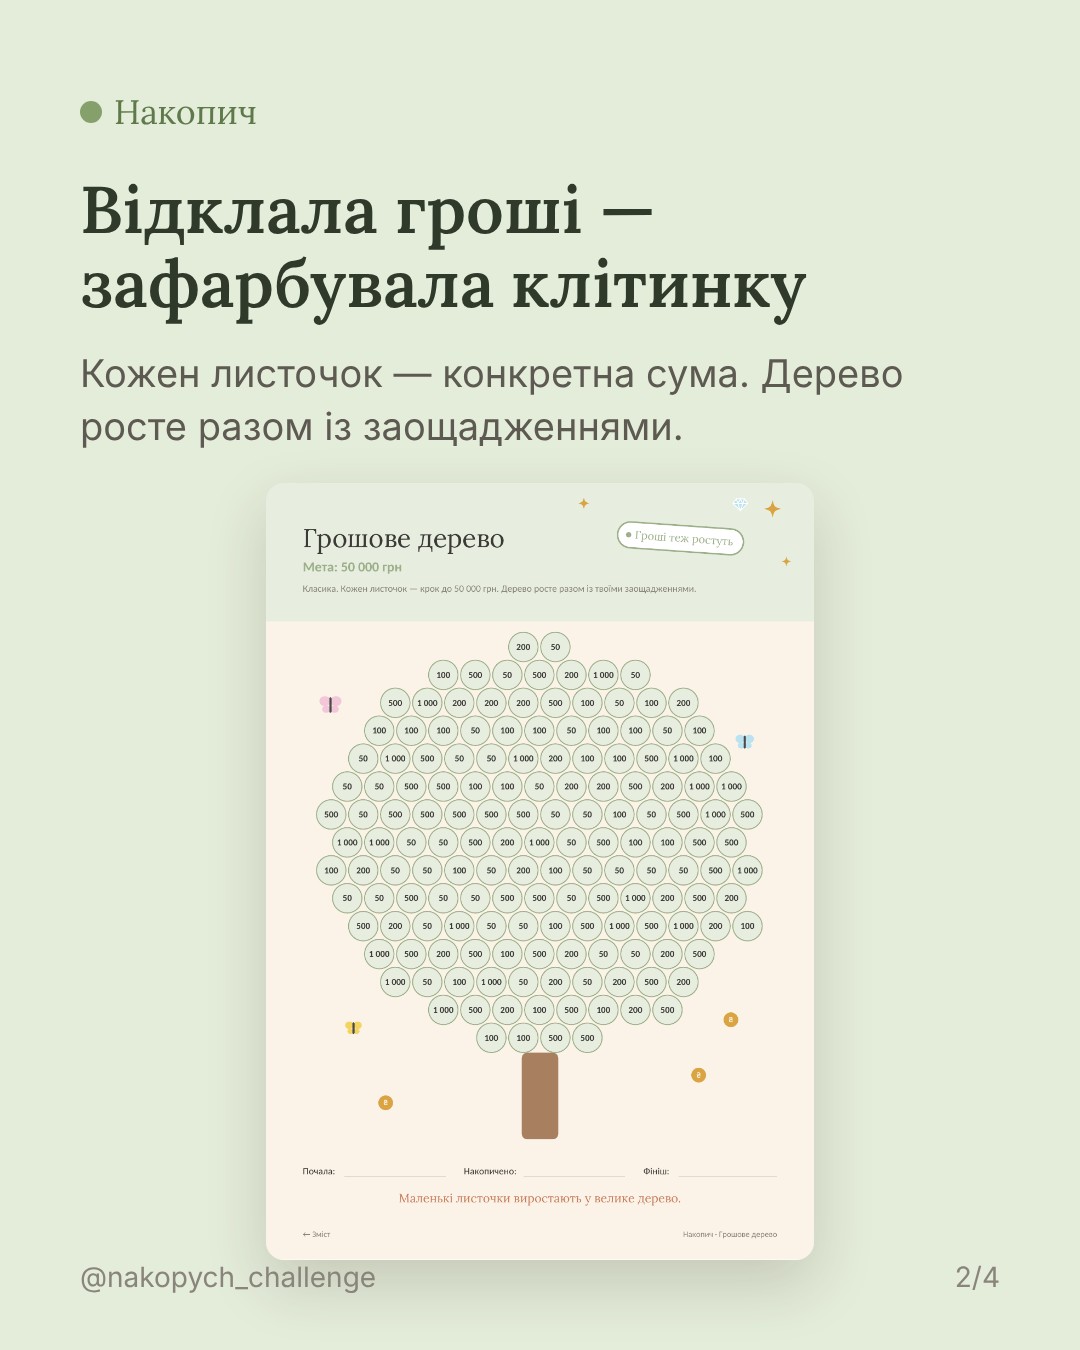 Накопич
Відклала гроші —
зафарбувала клітинку
Кожен листочок — конкретна сума. Дерево
росте разом із заощадженнями.
Грошове дерево
Гроші теж ростуть
Мета: 50 000 грн
Класика. Кожен листочок — крок до 50 000 грн. Дерево росте разом із твоїми заощадженнями.
200 50
100 500 50 500 200 1 000 50
500 1 000 200 200 200 500 100 50 100 200
100 100 100 50 100 100 50 100 100 50 100
50 1 000 500 50 50 1 000 200 100 100 500 1 000 100
50 50 500 500 100 100 50 200 200 500 200 1 000 1 000
500 50 500 500 500 500 500 50 50 100 500 500 1 000 500
1 000 1 000 50 50 500 200 1 000 50 500 100 100 500 500
100 200 50 50 100 50 200 100 50 50 50 50 500 1 000
50 50 500 50 50 500 500 50 500 1 000 200 500 200
500 200 50 1 000 50 50 100 500 1 000 500 1 000 200 100
1 000 500 200 500 100 500 200 50 50 200 500
1 000 50 100 1 000 50 200 50 200 500 200
1 000 500 200 100 500 100 200 500
100 100 500 500
₴
₴
₴
Почала: Накопичено: Фініш:
Маленькі листочки виростають у велике дерево.
← Зміст
Накопич · Грошове дерево
@nakopych_challenge
2/4